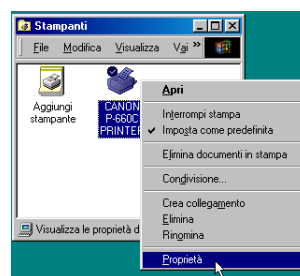 Stampanti
File Modifica Visualizza Vai »
Aggiungi
stampante
CANON
P-660C
PRINTER
Apri
Interrompi stampa
Imposta come predefinita
Elimina documenti in stampa
Condivisione...
Crea collegamento
Elimina
Rinomina
Proprietà
Visualizza le proprietà d